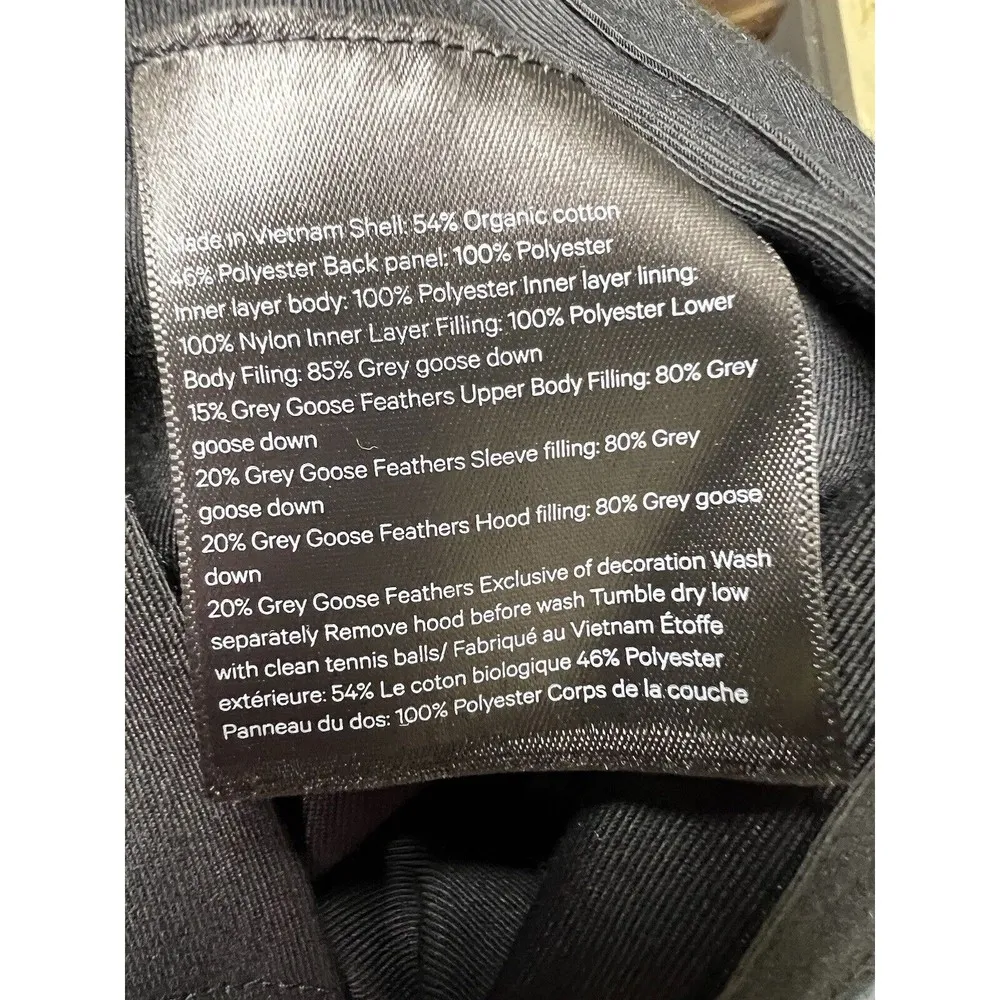 Made in Vietnam Shell: 54% Organic cotton
46% Polyester Back panel: 100% Polyester
Inner layer body: 100% Polyester Inner layer lining:
100% Nylon Inner Layer Filling: 100% Polyester Lower
Body Filing: 85% Grey goose down
15% Grey Goose Feathers Upper Body Filling: 80% Grey
goose down
20% Grey Goose Feathers Sleeve filling: 80% Grey
goose down
20% Grey Goose Feathers Hood filling: 80% Grey goose
down
20% Grey Goose Feathers Exclusive of decoration Wash
separately Remove hood before wash Tumble dry low
with clean tennis balls/ Fabriqué au Vietnam Étoffe
extérieure: 54% Le coton biologique 46% Polyester
Panneau du dos: 100% Polyester Corps de la couche